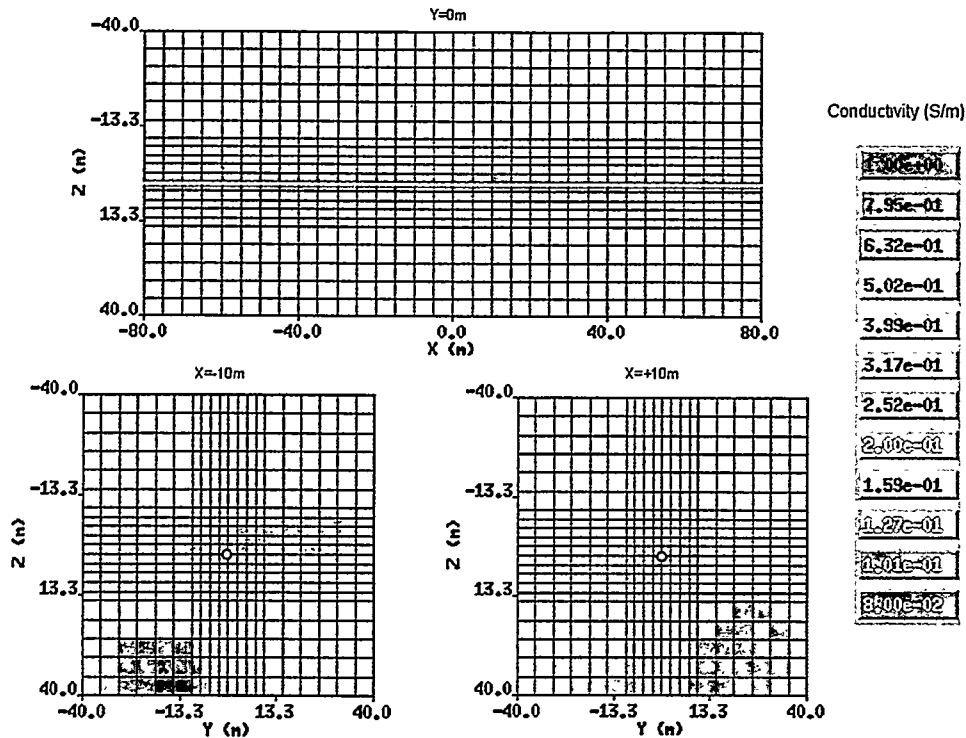 Y=0m
-40.0
-13.3
13.3
40.0
Z (m)
-80.0 -40.0 0.0 40.0 80.0
X (m)
Conductivity (S/m)
1.00e+00
7.95e-01
6.32e-01
5.02e-01
3.99e-01
3.17e-01
2.52e-01
2.00e-01
1.59e-01
1.27e-01
1.01e-01
8.00e-02
X=-10m
-40.0
-13.3
13.3
40.0
Z (m)
-40.0 -13.3 13.3 40.0
Y (m)
X=+10m
-40.0
-13.3
13.3
40.0
Z (m)
-40.0 -13.3 13.3 40.0
Y (m)